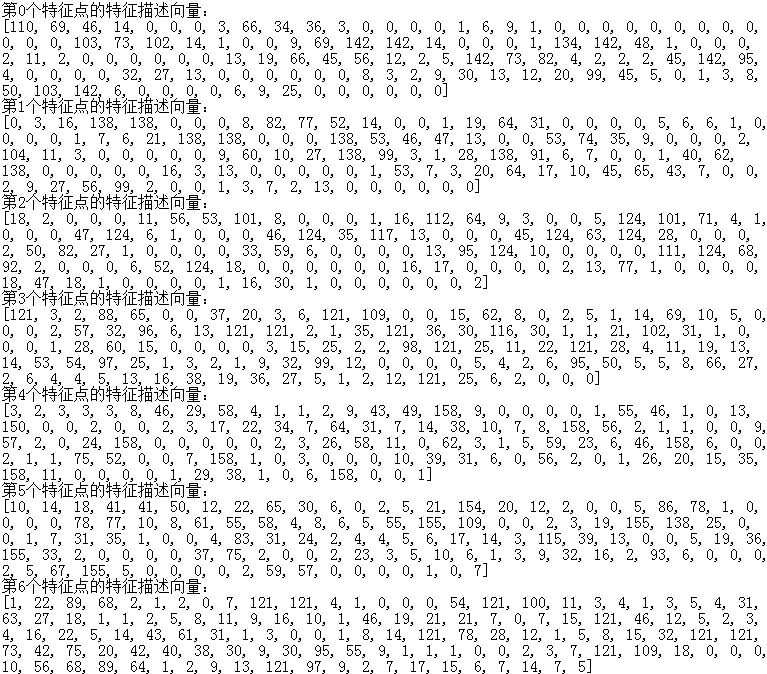 第0个特征点的特征描述向量：
[110, 69, 46, 14, 0, 0, 0, 3, 66, 34, 36, 3, 0, 0, 0, 0, 1, 6, 9, 1, 0, 0, 0, 0, 0, 0, 0, 0, 0,
0, 0, 0, 103, 73, 102, 14, 1, 0, 0, 9, 69, 142, 142, 14, 0, 0, 0, 1, 134, 142, 48, 1, 0, 0, 0,
2, 11, 2, 0, 0, 0, 0, 0, 0, 13, 19, 66, 45, 56, 12, 2, 5, 142, 73, 82, 4, 2, 2, 2, 45, 142, 95,
4, 0, 0, 0, 0, 32, 27, 13, 0, 0, 0, 0, 0, 0, 8, 3, 2, 9, 30, 13, 12, 20, 99, 45, 5, 0, 1, 3, 8,
50, 103, 142, 6, 0, 0, 0, 0, 6, 9, 25, 0, 0, 0, 0, 0, 0]
第1个特征点的特征描述向量：
[0, 3, 16, 138, 138, 0, 0, 0, 8, 82, 77, 52, 14, 0, 0, 1, 19, 64, 31, 0, 0, 0, 0, 5, 6, 6, 1, 0,
0, 0, 0, 1, 7, 6, 21, 138, 138, 0, 0, 0, 138, 53, 46, 47, 13, 0, 0, 53, 74, 35, 9, 0, 0, 0, 2,
104, 11, 3, 0, 0, 0, 0, 0, 9, 60, 10, 27, 138, 99, 3, 1, 28, 138, 91, 6, 7, 0, 0, 1, 40, 62,
138, 0, 0, 0, 0, 0, 16, 3, 13, 0, 0, 0, 0, 0, 1, 53, 7, 3, 20, 64, 17, 10, 45, 65, 43, 7, 0, 0,
2, 9, 27, 56, 99, 2, 0, 0, 1, 3, 7, 2, 13, 0, 0, 0, 0, 0, 0]
第2个特征点的特征描述向量：
[18, 2, 0, 0, 0, 11, 56, 53, 101, 8, 0, 0, 0, 1, 16, 112, 64, 9, 3, 0, 0, 5, 124, 101, 71, 4, 1,
0, 0, 0, 47, 124, 6, 1, 0, 0, 0, 46, 124, 35, 117, 13, 0, 0, 0, 45, 124, 63, 124, 28, 0, 0, 0,
2, 50, 82, 27, 1, 0, 0, 0, 0, 33, 59, 6, 0, 0, 0, 0, 13, 95, 124, 10, 0, 0, 0, 0, 111, 124, 68,
92, 2, 0, 0, 0, 6, 52, 124, 18, 0, 0, 0, 0, 0, 0, 16, 17, 0, 0, 0, 0, 2, 13, 77, 1, 0, 0, 0, 0,
18, 47, 18, 1, 0, 0, 0, 0, 1, 16, 30, 1, 0, 0, 0, 0, 0, 0, 2]
第3个特征点的特征描述向量：
[121, 3, 2, 88, 65, 0, 0, 37, 20, 3, 6, 121, 109, 0, 0, 15, 62, 8, 0, 2, 5, 1, 14, 69, 10, 5, 0,
0, 0, 2, 57, 32, 96, 6, 13, 121, 121, 2, 1, 35, 121, 36, 30, 116, 30, 1, 1, 21, 102, 31, 1, 0,
0, 0, 1, 28, 60, 15, 0, 0, 0, 0, 3, 15, 25, 2, 2, 98, 121, 25, 11, 22, 121, 28, 4, 11, 19, 13,
14, 53, 54, 97, 25, 1, 3, 2, 1, 9, 32, 99, 12, 0, 0, 0, 0, 5, 4, 2, 6, 95, 50, 5, 5, 8, 66, 27,
2, 6, 4, 4, 5, 13, 16, 38, 19, 36, 27, 5, 1, 2, 12, 121, 25, 6, 2, 0, 0, 0]
第4个特征点的特征描述向量：
[3, 2, 3, 3, 3, 8, 46, 29, 58, 4, 1, 1, 2, 9, 43, 49, 158, 9, 0, 0, 0, 0, 1, 55, 46, 1, 0, 13,
150, 0, 0, 2, 0, 0, 2, 3, 17, 22, 34, 7, 64, 31, 7, 14, 38, 10, 7, 8, 158, 56, 2, 1, 1, 0, 0, 9,
57, 2, 0, 24, 158, 0, 0, 0, 0, 0, 2, 3, 26, 58, 11, 0, 62, 3, 1, 5, 59, 23, 6, 46, 158, 6, 0, 0,
2, 1, 1, 75, 52, 0, 0, 7, 158, 1, 0, 3, 0, 0, 0, 10, 39, 31, 6, 0, 56, 2, 0, 1, 26, 20, 15, 35,
158, 11, 0, 0, 0, 0, 1, 29, 38, 1, 0, 6, 158, 0, 0, 1]
第5个特征点的特征描述向量：
[10, 14, 18, 41, 41, 50, 12, 22, 65, 30, 6, 0, 2, 5, 21, 154, 20, 12, 2, 0, 0, 5, 86, 78, 1, 0,
0, 0, 0, 78, 77, 10, 8, 61, 55, 58, 4, 8, 6, 5, 55, 155, 109, 0, 0, 2, 3, 19, 155, 138, 25, 0,
0, 1, 7, 31, 35, 1, 0, 0, 4, 83, 31, 24, 2, 4, 4, 5, 6, 17, 14, 3, 115, 39, 13, 0, 0, 5, 19, 36,
155, 33, 2, 0, 0, 0, 0, 37, 75, 2, 0, 0, 2, 23, 3, 5, 10, 6, 1, 3, 9, 32, 16, 2, 93, 6, 0, 0, 0,
2, 5, 67, 155, 5, 0, 0, 0, 0, 2, 59, 57, 0, 0, 0, 0, 1, 0, 7]
第6个特征点的特征描述向量：
[1, 22, 89, 68, 2, 1, 2, 0, 7, 121, 121, 4, 1, 0, 0, 0, 54, 121, 100, 11, 3, 4, 1, 3, 5, 4, 31,
63, 27, 18, 1, 1, 2, 5, 8, 11, 9, 16, 10, 1, 46, 19, 21, 21, 7, 0, 7, 15, 121, 46, 12, 5, 2, 3,
4, 16, 22, 5, 14, 43, 61, 31, 1, 3, 0, 0, 1, 8, 14, 121, 78, 28, 12, 1, 5, 8, 15, 32, 121, 121,
73, 42, 75, 20, 42, 40, 38, 30, 9, 30, 95, 55, 9, 1, 1, 1, 0, 0, 2, 3, 7, 121, 109, 18, 0, 0, 0,
10, 56, 68, 89, 64, 1, 2, 9, 13, 121, 97, 9, 2, 7, 17, 15, 6, 7, 14, 7, 5]